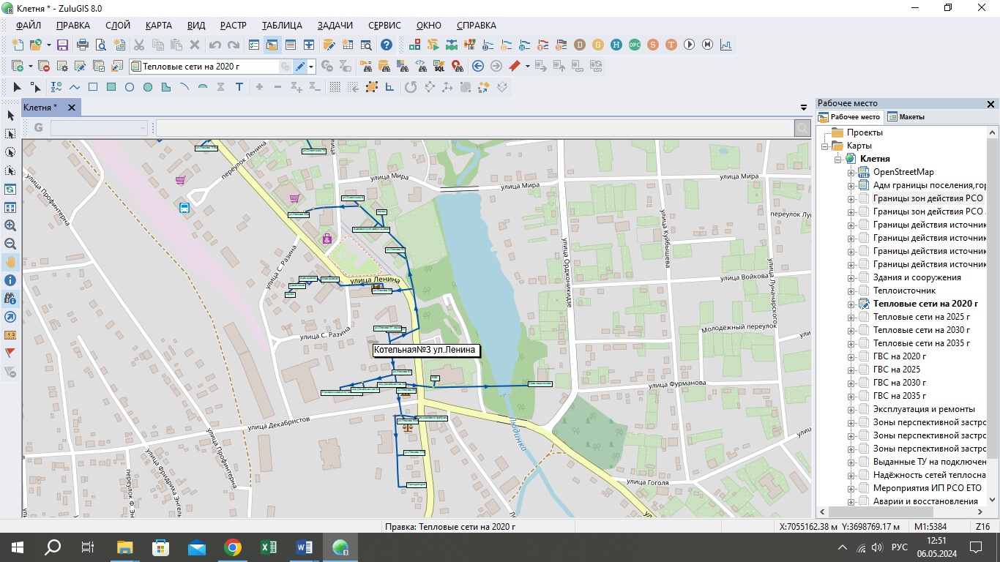 Клетня * - ZuluGIS 8.0
ФАЙЛ ПРАВКА СЛОЙ КАРТА ВИД РАСТР ТАБЛИЦА ЗАДАЧИ СЕРВИС ОКНО СПРАВКА
D G H OPC S T
Тепловые сети на 2020 г
SQL
Клетня *
G
Рабочее место
Рабочее место Макеты
Проекты
Карты
Клетня
OpenStreetMap
Адм границы поселения,гор
Границы зон действия РСО
Границы зон действия РСО
Границы действия источник
Границы действия источник
Границы действия источник
Границы действия источник
Здания и сооружения
Теплоисточник
Тепловые сети на 2020 г
Тепловые сети на 2025 г
Тепловые сети на 2030 г
Тепловые сети на 2035 г
ГВС на 2020 г
ГВС на 2025
ГВС на 2030 г
ГВС на 2035 г
Эксплуатация и ремонты
Зоны перспективной застро
Зоны перспективной застро
Зоны перспективной застро
Выданные ТУ на подключен
Надёжность сетей теплосна
Мероприятия ИП РСО ЕТО
Аварии и восстановления
переулок Ленина
улица
улица Профинтерна
улица Мира
улица Мира
улица Мира
переулок Лун
улица Куйбышева
улица Орджоникидзе
улица С. Разина
улица Ленина
улица Войкова
улица Луначарского
Молодёжный переулок
улица С. Разина
Котельная№3 ул.Ленина
улица Фурманова
улица Декабристов
Людинка
улица Профинтерна
улица Фридриха Энгель
переулок Ф. Эн
улица Гоголя
Правка: Тепловые сети на 2020 г
X:7055162.38 м Y:3698769.17 м M1:5384 Z16
РУС
12:51
06.05.2024